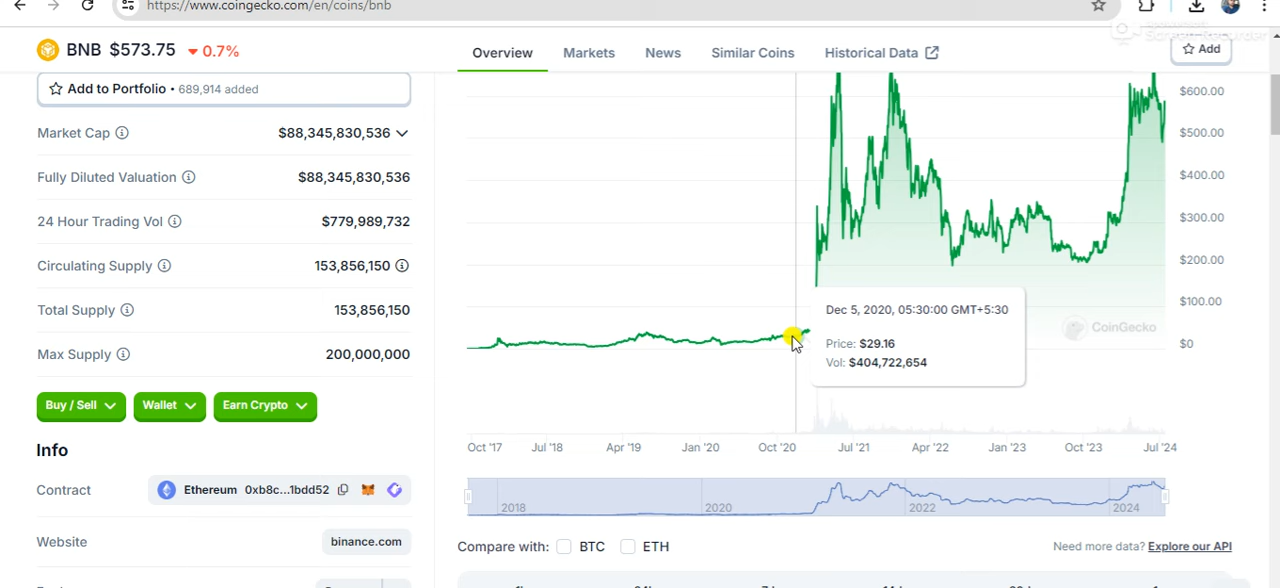 https://www.coingecko.com/en/coins/bnb
BNB $573.75 0.7%
Overview Markets News Similar Coins Historical Data
Add
Add to Portfolio • 689,914 added
Market Cap $88,345,830,536
Fully Diluted Valuation $88,345,830,536
24 Hour Trading Vol $779,989,732
Circulating Supply 153,856,150
Total Supply 153,856,150
Max Supply 200,000,000
Buy / Sell Wallet Earn Crypto
Info
Contract Ethereum 0xb8c...1bdd52
Website binance.com
$600.00
$500.00
$400.00
$300.00
$200.00
$100.00
$0
Dec 5, 2020, 05:30:00 GMT+5:30
Price: $29.16
Vol: $404,722,654
CoinGecko
Oct '17 Jul '18 Apr '19 Jan '20 Oct '20 Jul '21 Apr '22 Jan '23 Oct '23 Jul '24
2018 2020 2022 2024
Compare with: BTC ETH
Need more data? Explore our API